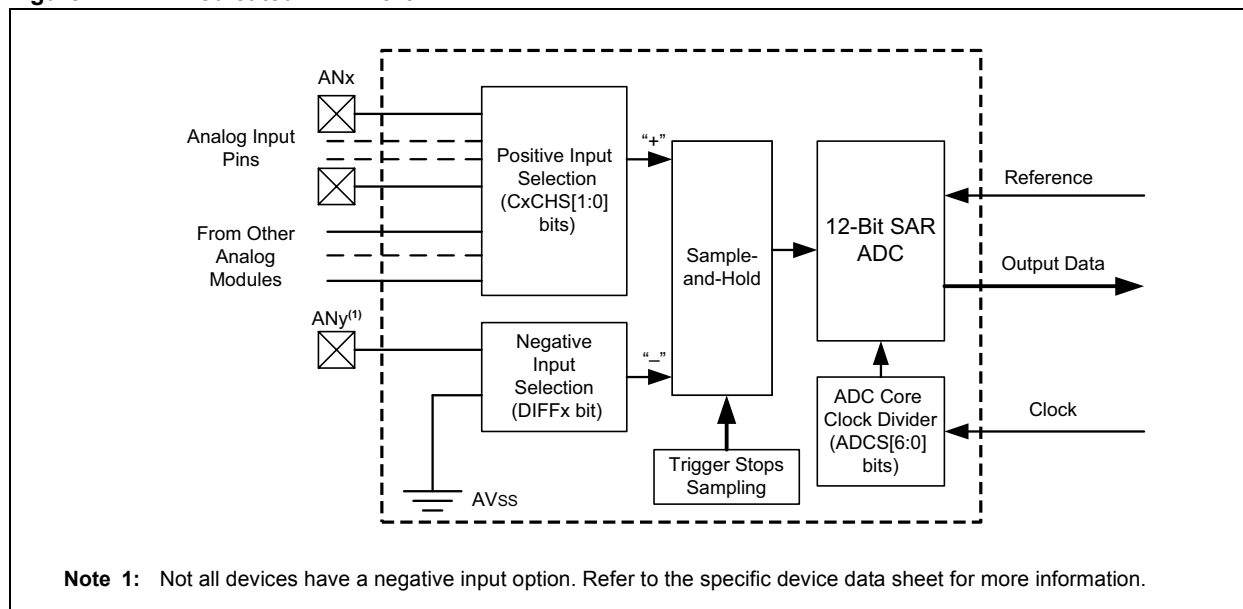 ANx
Analog Input
Pins
From Other
Analog
Modules
ANy(1)
Positive Input
Selection
(CxCHS[1:0]
bits)
Negative
Input
Selection
(DIFFx bit)
AVSS
“+”
“–”
Sample-
and-Hold
Trigger Stops
Sampling
12-Bit SAR
ADC
ADC Core
Clock Divider
(ADCS[6:0]
bits)
Reference
Output Data
Clock
Note 1: Not all devices have a negative input option. Refer to the specific device data sheet for more information.